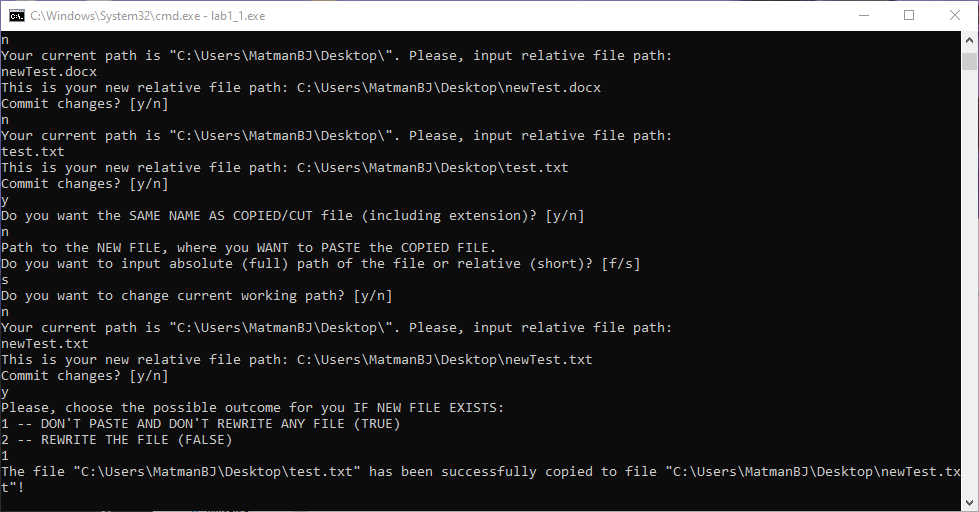 C:\Windows\System32\cmd.exe - lab1_1.exe
n
Your current path is "C:\Users\MatmanBJ\Desktop\". Please, input relative file path:
newTest.docx
This is your new relative file path: C:\Users\MatmanBJ\Desktop\newTest.docx
Commit changes? [y/n]
n
Your current path is "C:\Users\MatmanBJ\Desktop\". Please, input relative file path:
test.txt
This is your new relative file path: C:\Users\MatmanBJ\Desktop\test.txt
Commit changes? [y/n]
y
Do you want the SAME NAME AS COPIED/CUT file (including extension)? [y/n]
n
Path to the NEW FILE, where you WANT to PASTE the COPIED FILE.
Do you want to input absolute (full) path of the file or relative (short)? [f/s]
s
Do you want to change current working path? [y/n]
n
Your current path is "C:\Users\MatmanBJ\Desktop\". Please, input relative file path:
newTest.txt
This is your new relative file path: C:\Users\MatmanBJ\Desktop\newTest.txt
Commit changes? [y/n]
y
Please, choose the possible outcome for you IF NEW FILE EXISTS:
1 -- DON'T PASTE AND DON'T REWRITE ANY FILE (TRUE)
2 -- REWRITE THE FILE (FALSE)
1
The file "C:\Users\MatmanBJ\Desktop\test.txt" has been successfully copied to file "C:\Users\MatmanBJ\Desktop\newTest.tx
t"!